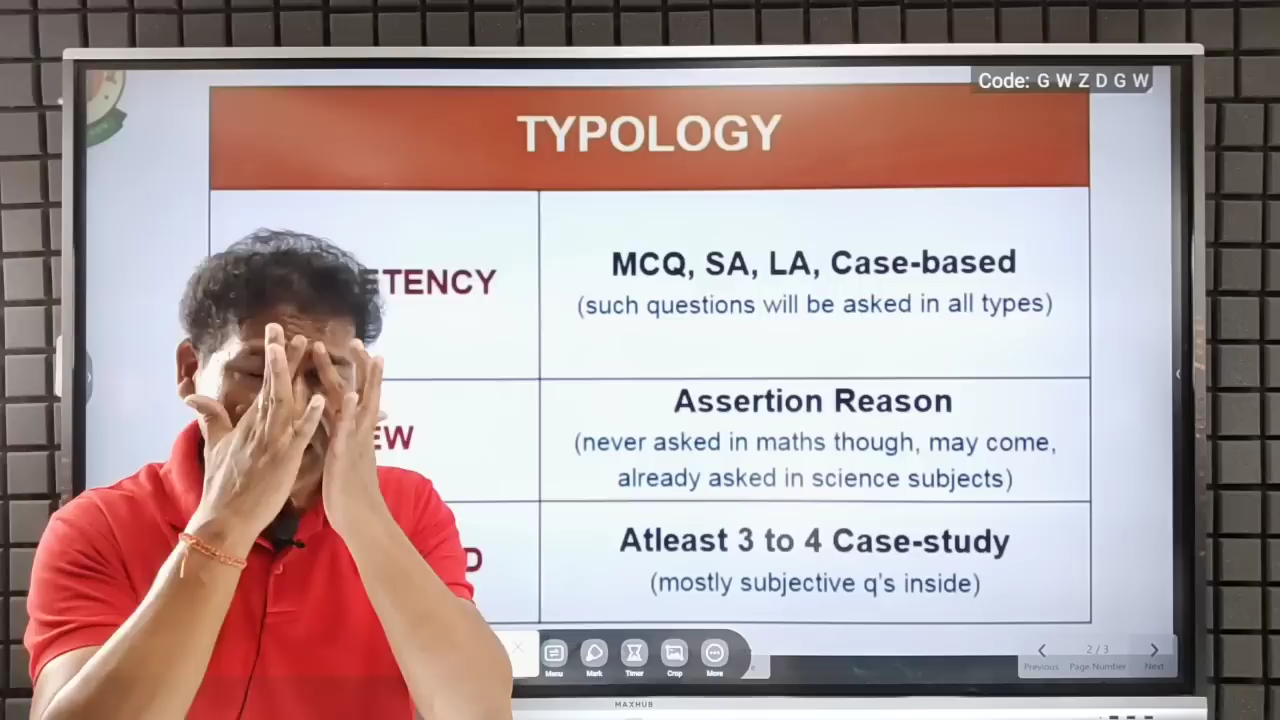 Code: G W Z D G W
TYPOLOGY
ETENCY
MCQ, SA, LA, Case-based
(such questions will be asked in all types)
EW
Assertion Reason
(never asked in maths though, may come,
already asked in science subjects)
D
Atleast 3 to 4 Case-study
(mostly subjective q's inside)
Menu
Mark
Timer
Crop
More
2 / 3
Previous Page Number Next
MAXHUB